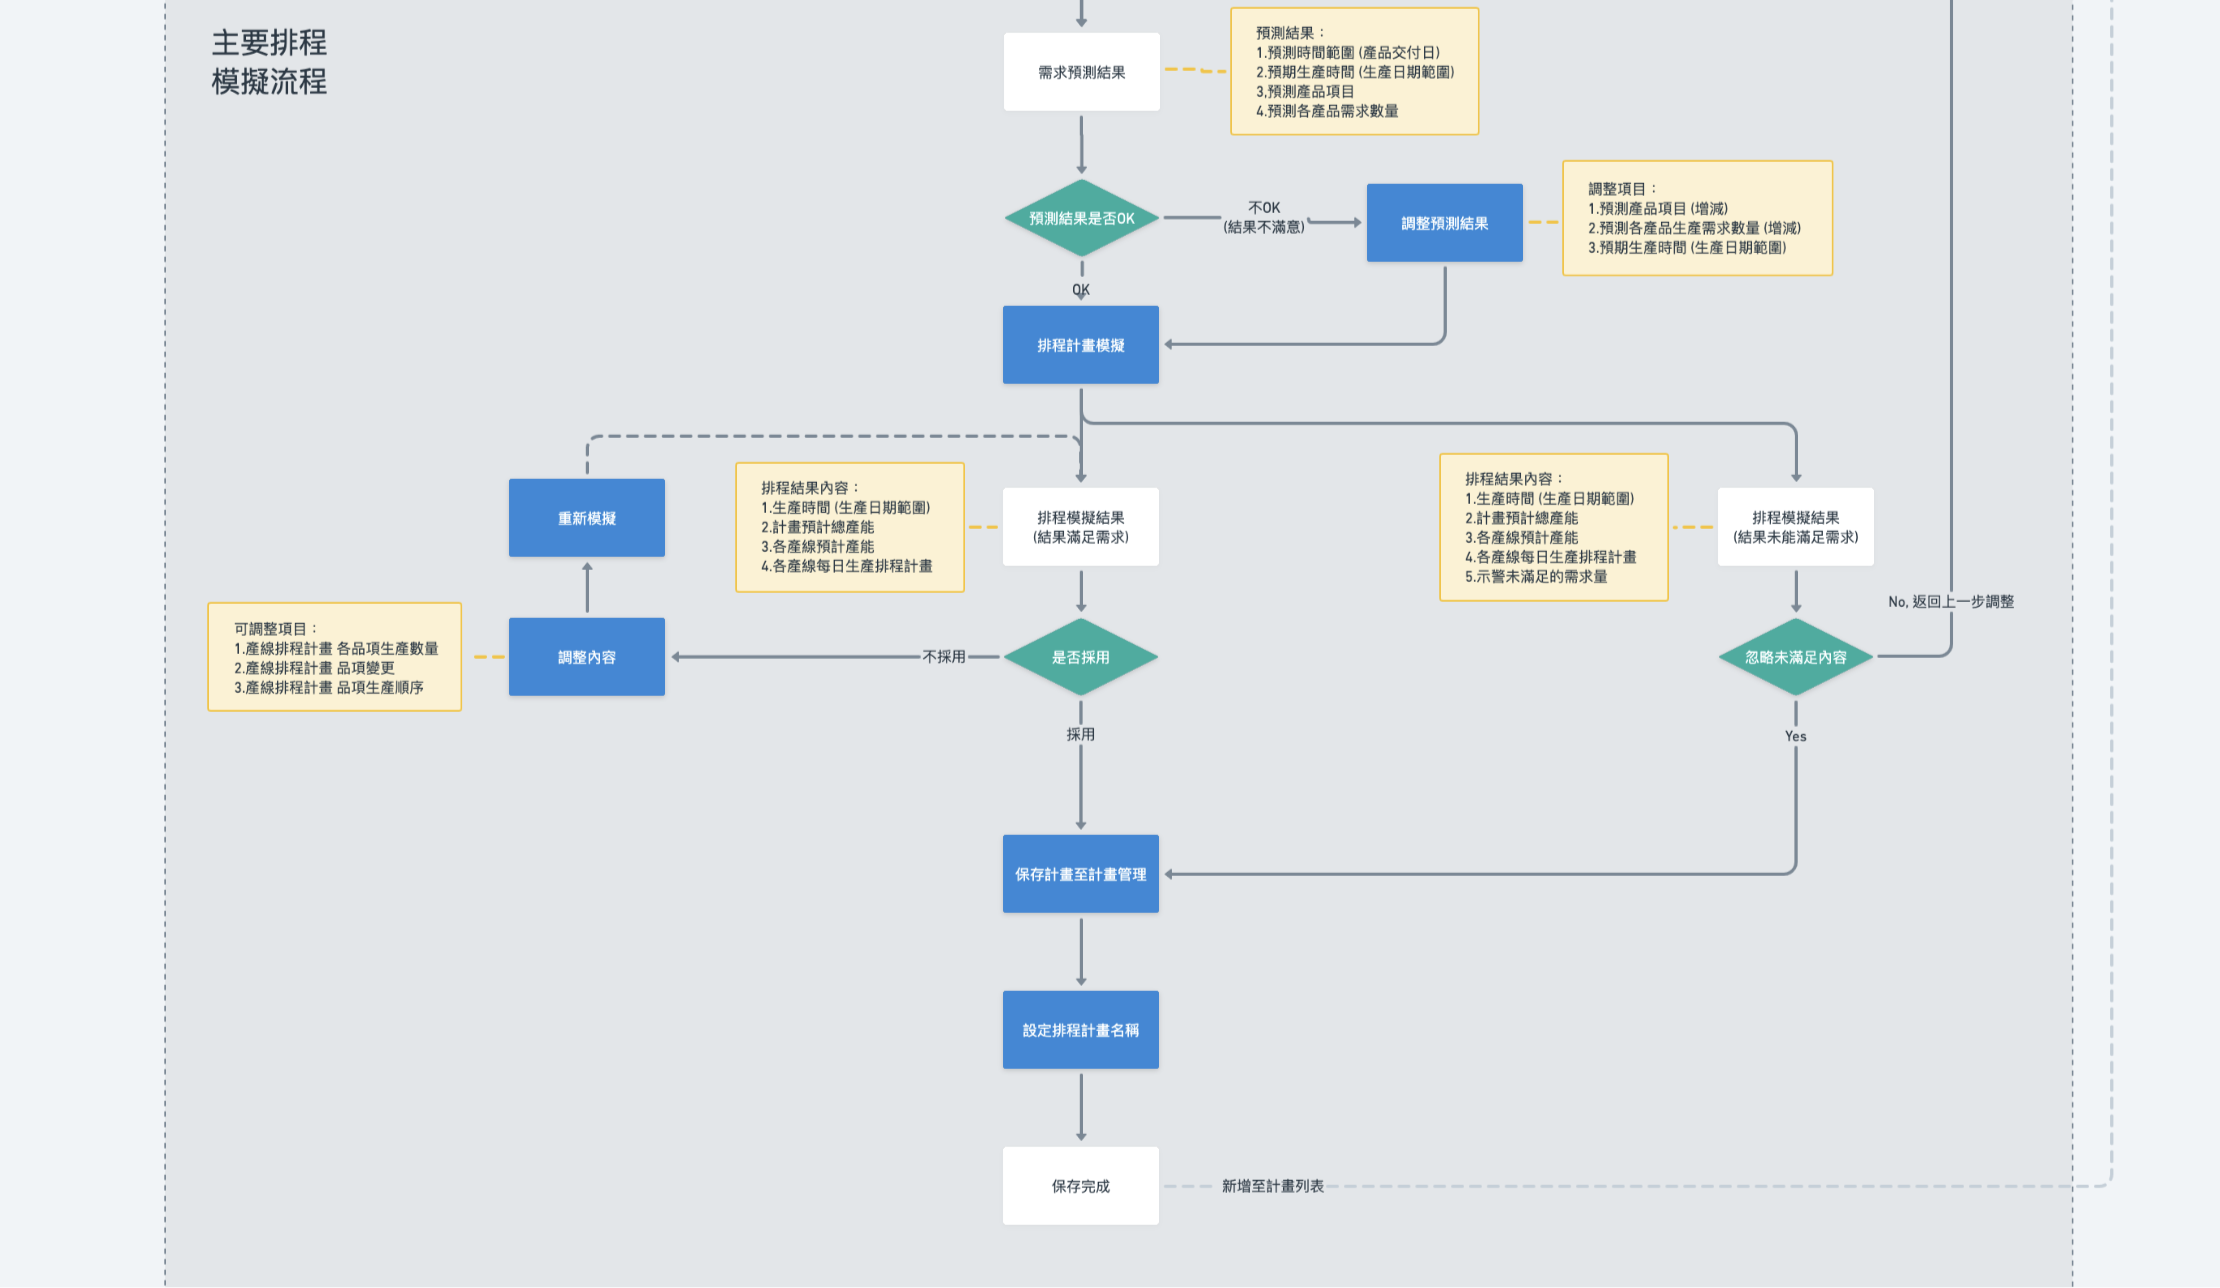 主要排程
模擬流程
需求預測結果
預測結果：
1.預測時間範圍 (產品交付日)
2.預期生產時間 (生產日期範圍)
3,預測產品項目
4.預測各產品需求數量
預測結果是否OK
不OK
(結果不滿意)
調整預測結果
調整項目：
1.預測產品項目 (增減)
2.預測各產品生產需求數量 (增減)
3.預期生產時間 (生產日期範圍)
OK
排程計畫模擬
重新模擬
排程結果內容：
1.生產時間 (生產日期範圍)
2.計畫預計總產能
3.各產線預計產能
4.各產線每日生產排程計畫
排程模擬結果
(結果滿足需求)
排程結果內容：
1.生產時間 (生產日期範圍)
2.計畫預計總產能
3.各產線預計產能
4.各產線每日生產排程計畫
5.示警未滿足的需求量
排程模擬結果
(結果未能滿足需求)
No, 返回上一步調整
可調整項目：
1.產線排程計畫 各品項生產數量
2.產線排程計畫 品項變更
3.產線排程計畫 品項生產順序
調整內容
不採用
是否採用
忽略未滿足內容
採用
Yes
保存計畫至計畫管理
設定排程計畫名稱
保存完成
新增至計畫列表